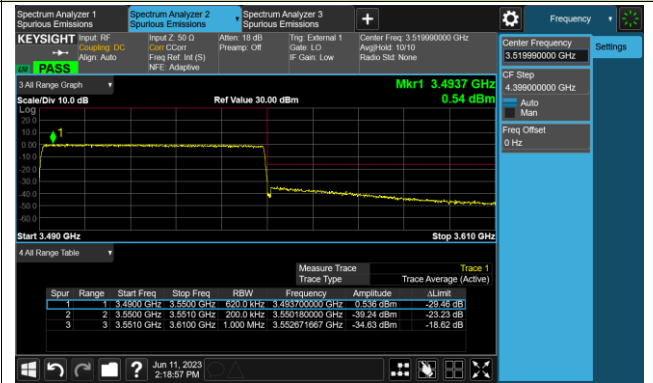 Spectrum Analyzer 1
Spurious Emissions
Spectrum Analyzer 2
Spurious Emissions
Spectrum Analyzer 3
Spurious Emissions
Frequency
KEYSIGHT
Input: RF
Coupling: DC
Align: Auto
Input Z: 50 Ω
Corr CCorr
Freq Ref: Int (S)
NFE: Adaptive
Atten: 18 dB
Preamp: Off
Trig: External 1
Gate: LO
IF Gain: Low
Center Freq: 3.519990000 GHz
Avg|Hold: 10/10
Radio Std: None
PASS
Center Frequency
3.519990000 GHz
Settings
CF Step
4.399000000 GHz
Auto
Man
Freq Offset
0 Hz
3 All Range Graph
Mkr1 3.4937 GHz
0.54 dBm
Scale/Div 10.0 dB
Ref Value 30.00 dBm
Log
20.0
10.0
0.00
-10.0
-20.0
-30.0
-40.0
-50.0
-60.0
1
Start 3.490 GHz
Stop 3.610 GHz
4 All Range Table
Measure Trace Trace 1
Trace Type Trace Average (Active)
Spur Range Start Freq Stop Freq RBW Frequency Amplitude ΔLimit
1 1 3.4900 GHz 3.5500 GHz 620.0 kHz 3.493700000 GHz 0.536 dBm -29.46 dB
2 2 3.5500 GHz 3.5510 GHz 200.0 kHz 3.550180000 GHz -39.24 dBm -23.23 dB
3 3 3.5510 GHz 3.6100 GHz 1.000 MHz 3.552671667 GHz -34.63 dBm -18.62 dB
Jun 11, 2023
2:18:57 PM